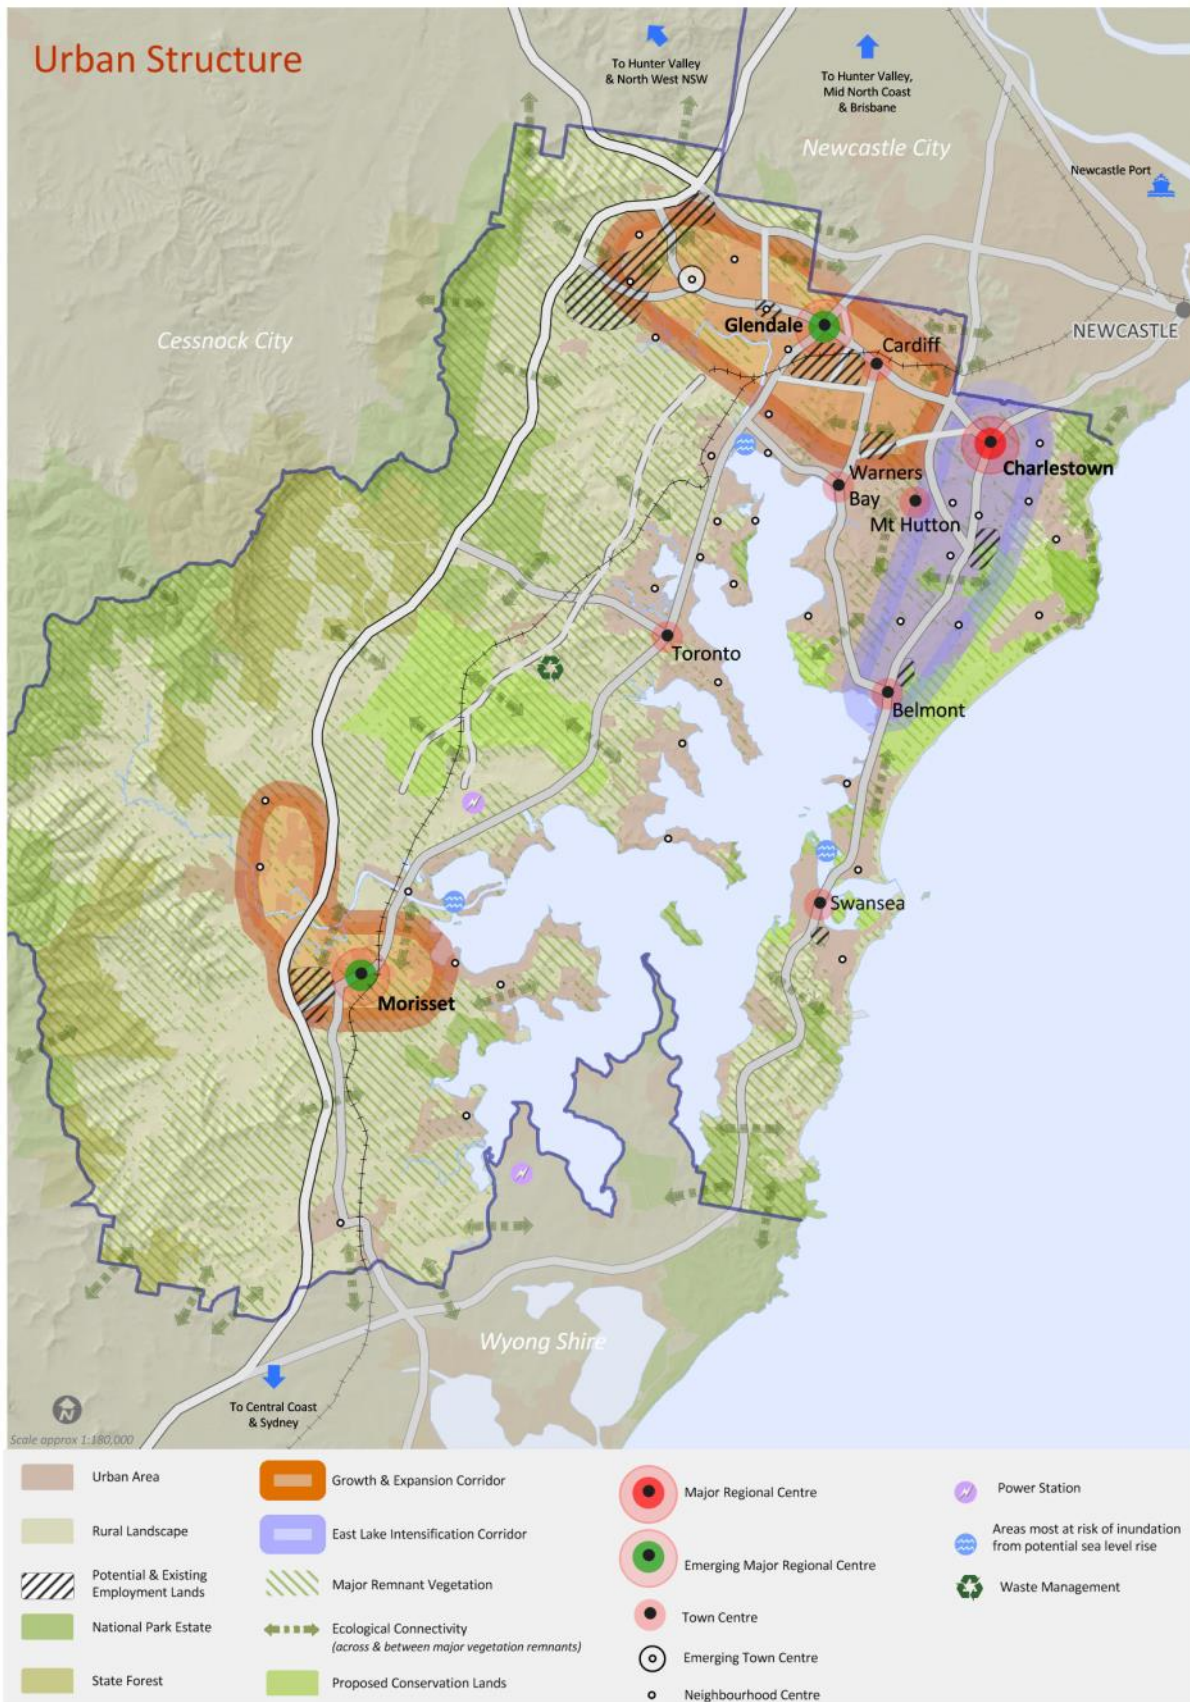 Urban Structure
To Hunter Valley
& North West NSW
To Hunter Valley,
Mid North Coast
& Brisbane
Newcastle City
Newcastle Port
Cessnock City
NEWCASTLE
Glendale
Cardiff
Charlestown
Warners
Bay
Mt Hutton
Toronto
Belmont
Swansea
Morisset
Wyong Shire
To Central Coast
& Sydney
N
Scale approx 1:180,000
Urban Area
Rural Landscape
Potential & Existing
Employment Lands
National Park Estate
State Forest
Growth & Expansion Corridor
East Lake Intensification Corridor
Major Remnant Vegetation
Ecological Connectivity
(across & between major vegetation remnants)
Proposed Conservation Lands
Major Regional Centre
Emerging Major Regional Centre
Town Centre
Emerging Town Centre
Neighbourhood Centre
Power Station
Areas most at risk of inundation
from potential sea level rise
Waste Management